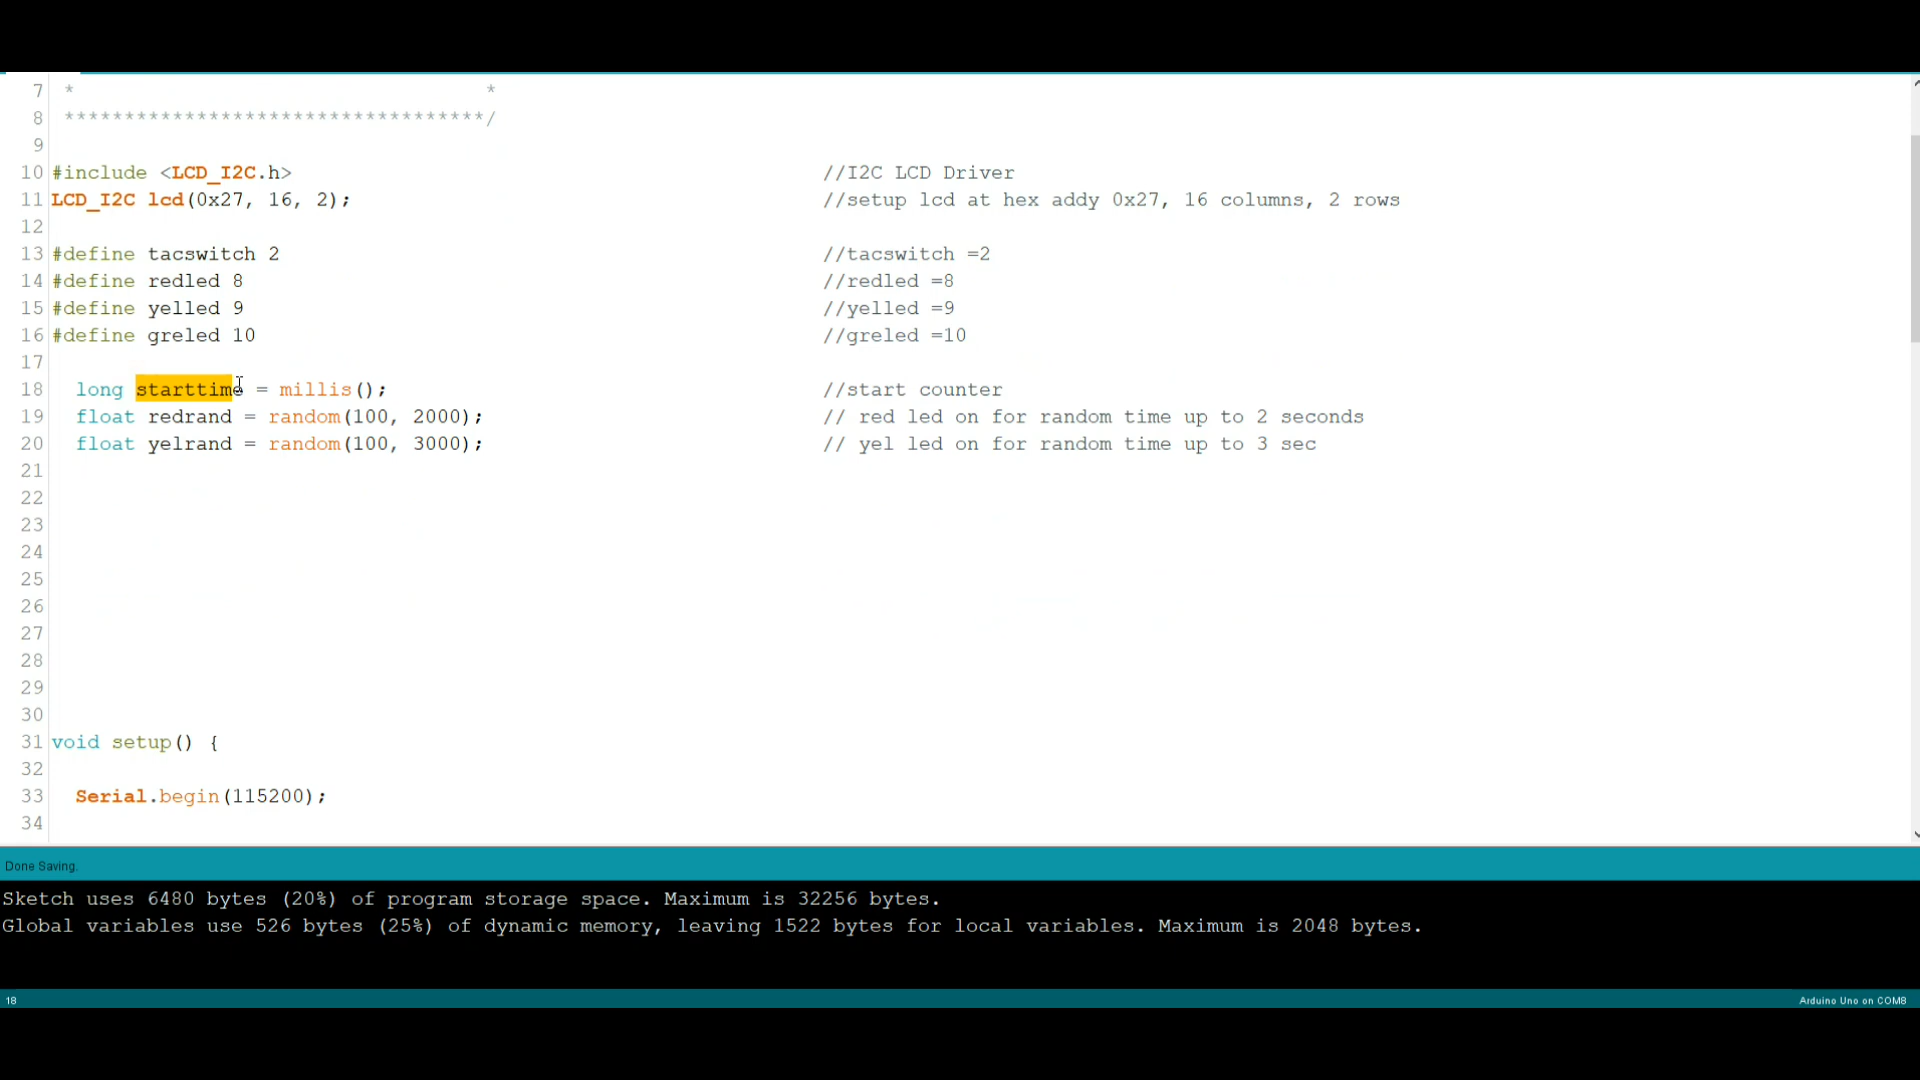 7 * *
8 ***********************************/
9
10 #include <LCD_I2C.h> //I2C LCD Driver
11 LCD_I2C lcd(0x27, 16, 2); //setup lcd at hex addy 0x27, 16 columns, 2 rows
12
13 #define tacswitch 2 //tacswitch =2
14 #define redled 8 //redled =8
15 #define yelled 9 //yelled =9
16 #define greled 10 //greled =10
17
18 long starttime = millis(); //start counter
19 float redrand = random(100, 2000); // red led on for random time up to 2 seconds
20 float yelrand = random(100, 3000); // yel led on for random time up to 3 sec
21
22
23
24
25
26
27
28
29
30
31 void setup() {
32
33 Serial.begin(115200);
34
Done Saving.
Sketch uses 6480 bytes (20%) of program storage space. Maximum is 32256 bytes.
Global variables use 526 bytes (25%) of dynamic memory, leaving 1522 bytes for local variables. Maximum is 2048 bytes.
18 Arduino Uno on COM8